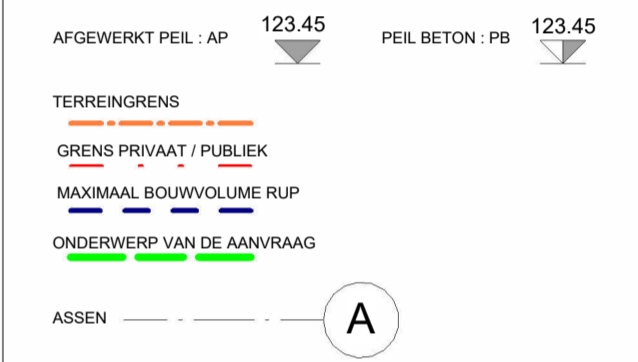 AFGEWERKT PEIL : AP 123.45 PEIL BETON : PB 123.45
TERREINGRENS
GRENS PRIVAAT / PUBLIEK
MAXIMAAL BOUWVOLUME RUP
ONDERWERP VAN DE AANVRAAG
ASSEN A